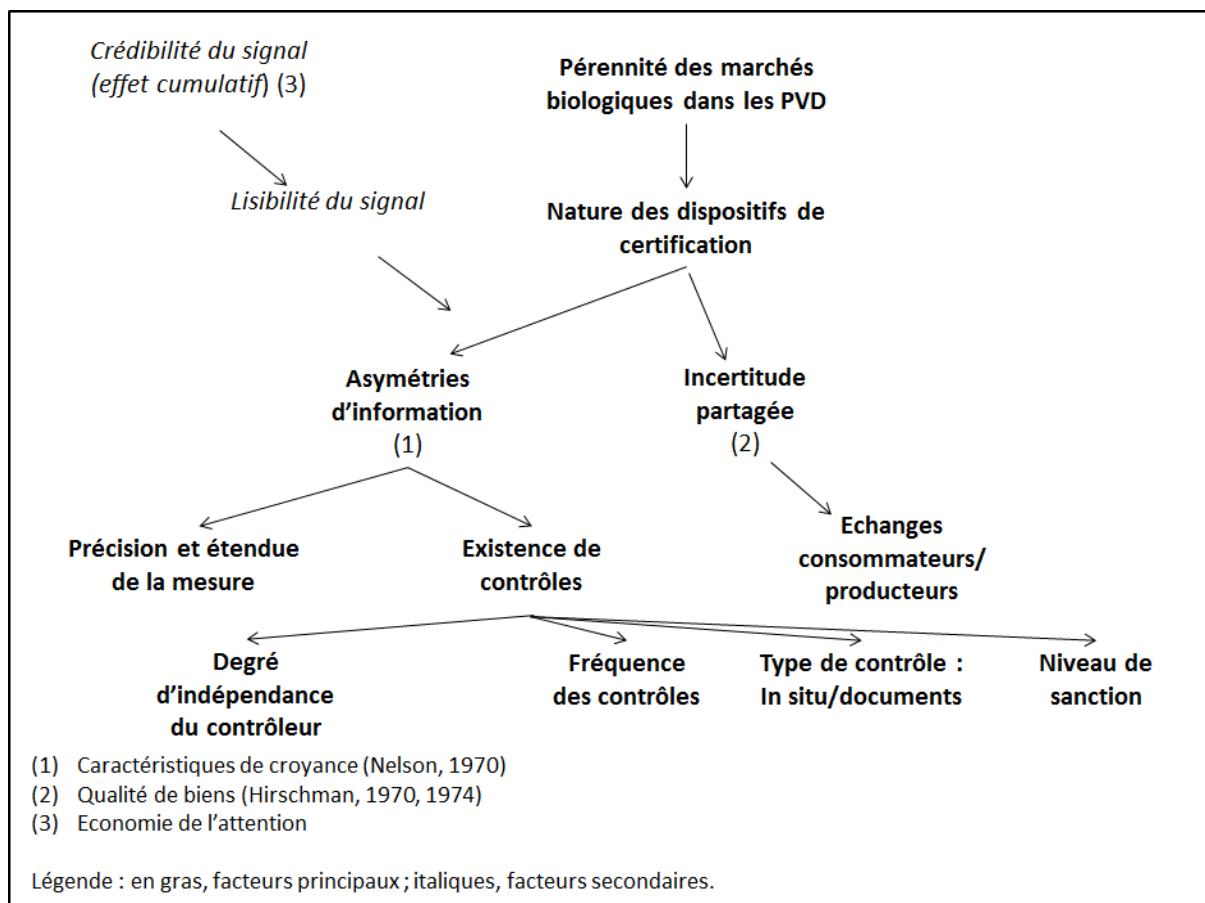 Crédibilité du signal
(effet cumulatif) (3)
Pérennité des marchés
biologiques dans les PVD
Lisibilité du signal
Nature des dispositifs de
certification
Asymétries
d'information
(1)
Incertitude
partagée
(2)
Précision et étendue
de la mesure
Existence de
contrôles
Echanges
consommateurs/
producteurs
Degré
d'indépendance
du contrôleur
Fréquence
des contrôles
Type de contrôle :
In situ/documents
Niveau de
sanction
(1) Caractéristiques de croyance (Nelson, 1970)
(2) Qualité de biens (Hirschman, 1970, 1974)
(3) Economie de l'attention
Légende : en gras, facteurs principaux ; italiques, facteurs secondaires.